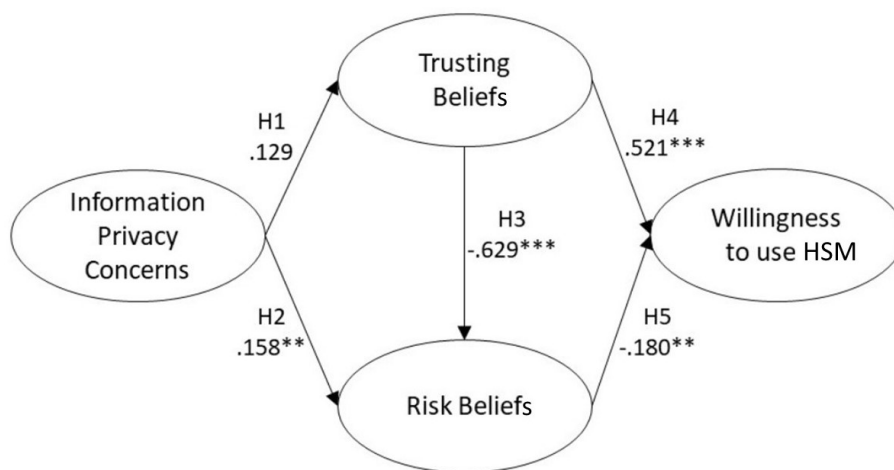 Trusting
Beliefs
H1
.129
H4
.521***
Information
Privacy
Concerns
H3
-.629***
Willingness
to use HSM
H2
.158**
H5
-.180**
Risk Beliefs